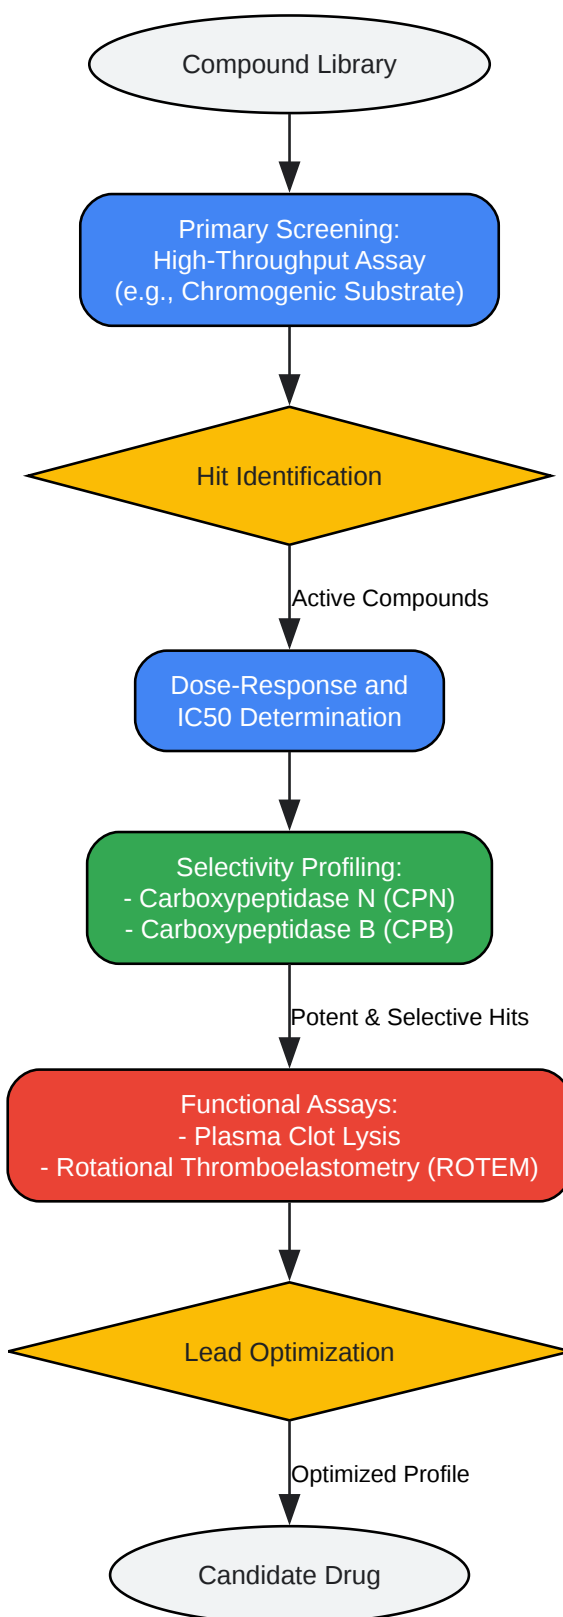 Compound Library
Primary Screening:
High-Throughput Assay
(e.g., Chromogenic Substrate)
Hit Identification
Active Compounds
Dose-Response and
IC50 Determination
Selectivity Profiling:
- Carboxypeptidase N (CPN)
- Carboxypeptidase B (CPB)
Potent & Selective Hits
Functional Assays:
- Plasma Clot Lysis
- Rotational Thromboelastometry (ROTEM)
Lead Optimization
Optimized Profile
Candidate Drug